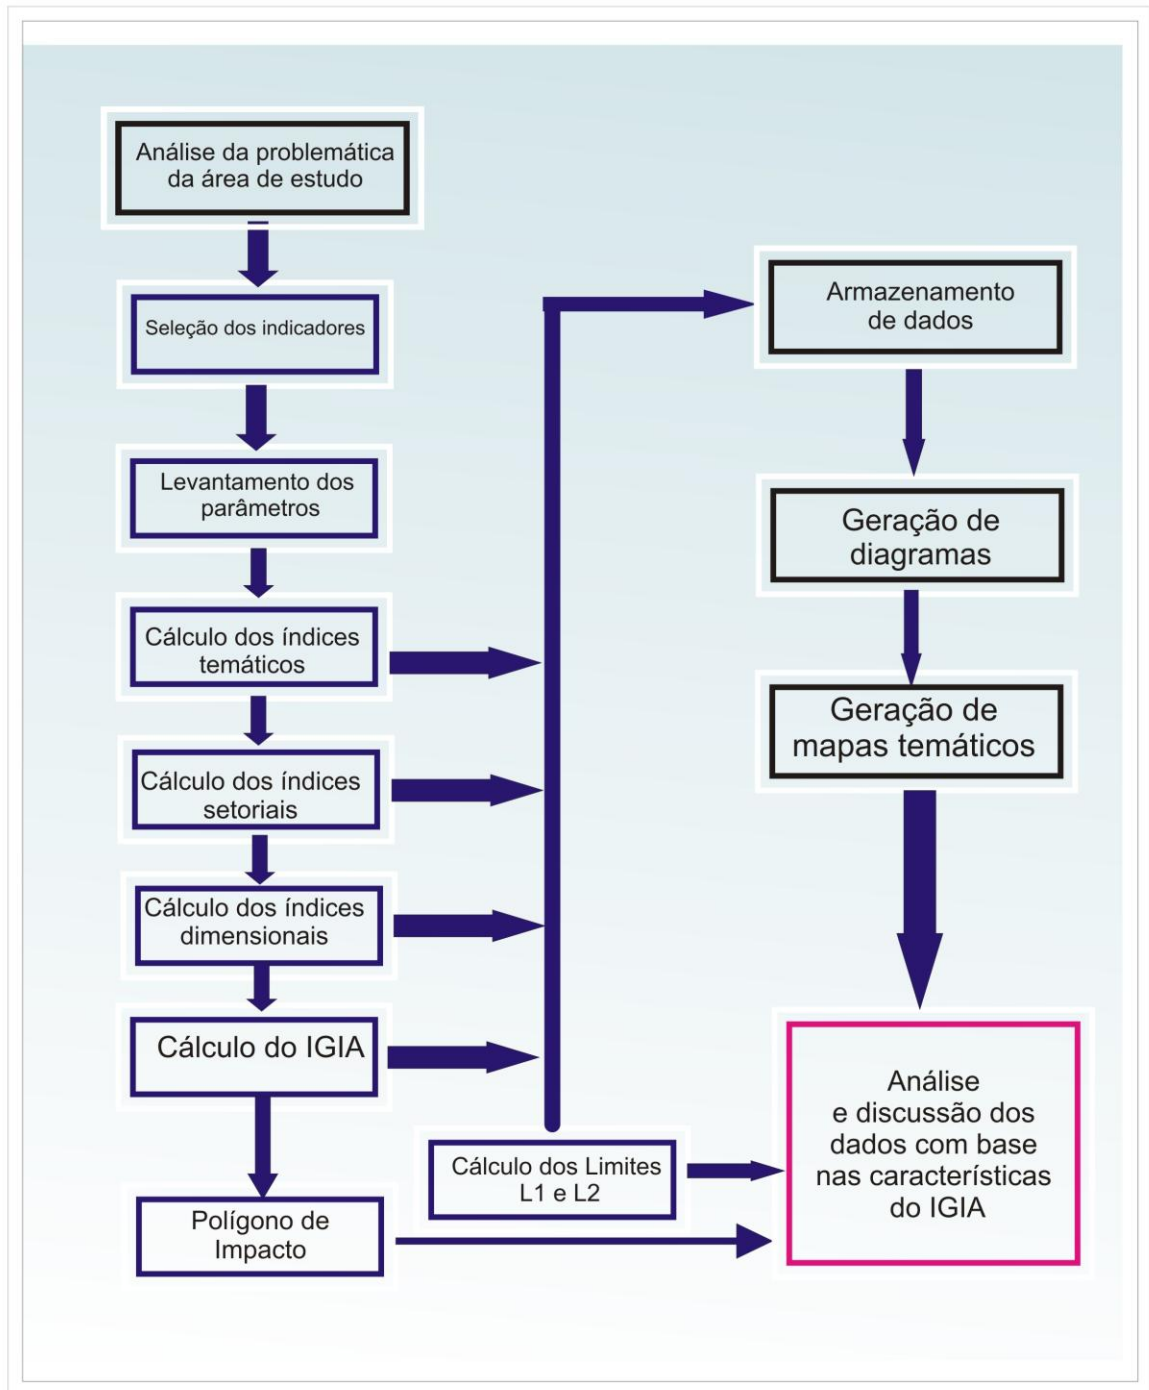 Análise da problemática
da área de estudo
Seleção dos indicadores
Levantamento dos
parâmetros
Cálculo dos índices
temáticos
Cálculo dos índices
setoriais
Cálculo dos índices
dimensionais
Cálculo do IGIA
Polígono de
Impacto
Cálculo dos Limites
L1 e L2
Armazenamento
de dados
Geração de
diagramas
Geração de
mapas temáticos
Análise
e discussão dos
dados com base
nas característícas
do IGIA